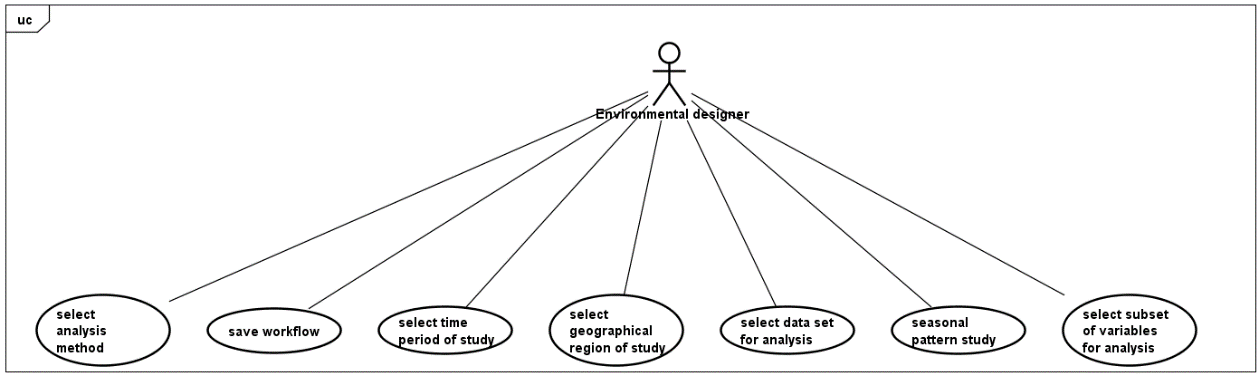 uc
Environmental designer
select
analysis
method
save workflow
select time
period of study
select
geographical
region of study
select data set
for analysis
seasonal
pattern study
select subset
of variables
for analysis